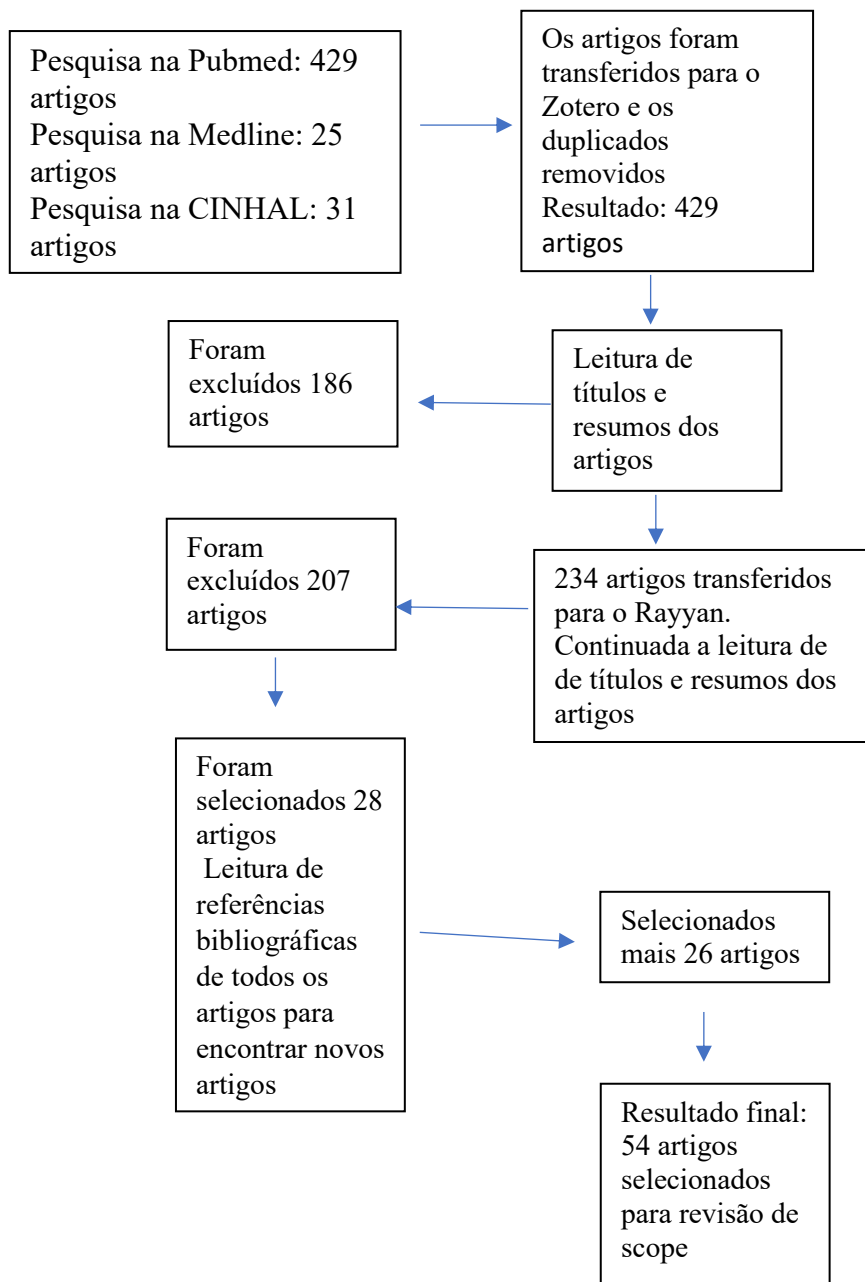 Pesquisa na Pubmed: 429
artigos
Pesquisa na Medline: 25
artigos
Pesquisa na CINHAL: 31
artigos
Os artigos foram
transferidos para o
Zotero e os
duplicados
removidos
Resultado: 429
artigos
Leitura de
títulos e
resumos dos
artigos
Foram
excluídos 186
artigos
234 artigos transferidos
para o Rayyan.
Continuada a leitura de
de títulos e resumos dos
artigos
Foram
excluídos 207
artigos
Foram
selecionados 28
artigos
Leitura de
referências
bibliográficas
de todos os
artigos para
encontrar novos
artigos
Selecionados
mais 26 artigos
Resultado final:
54 artigos
selecionados
para revisão de
scope